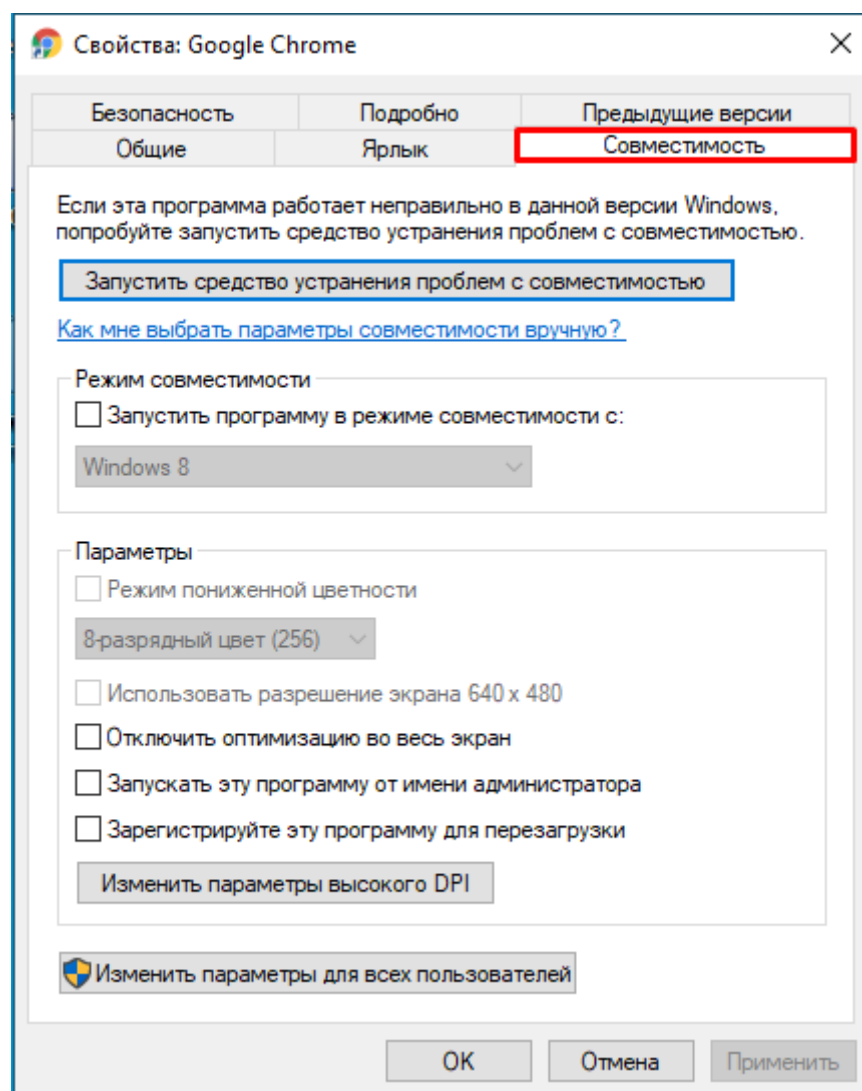 Свойства: Google Chrome
Безопасность
Подробно
Предыдущие версии
Общие
Ярлык
Совместимость
Если эта программа работает неправильно в данной версии Windows,
попробуйте запустить средство устранения проблем с совместимостью.
Запустить средство устранения проблем с совместимостью
Как мне выбрать параметры совместимости вручную?
Режим совместимости
Запустить программу в режиме совместимости с:
Windows 8
Параметры
Режим пониженной цветности
8-разрядный цвет (256)
Использовать разрешение экрана 640 x 480
Отключить оптимизацию во весь экран
Запускать эту программу от имени администратора
Зарегистрируйте эту программу для перезагрузки
Изменить параметры высокого DPI
Изменить параметры для всех пользователей
ОК
Отмена
Применить